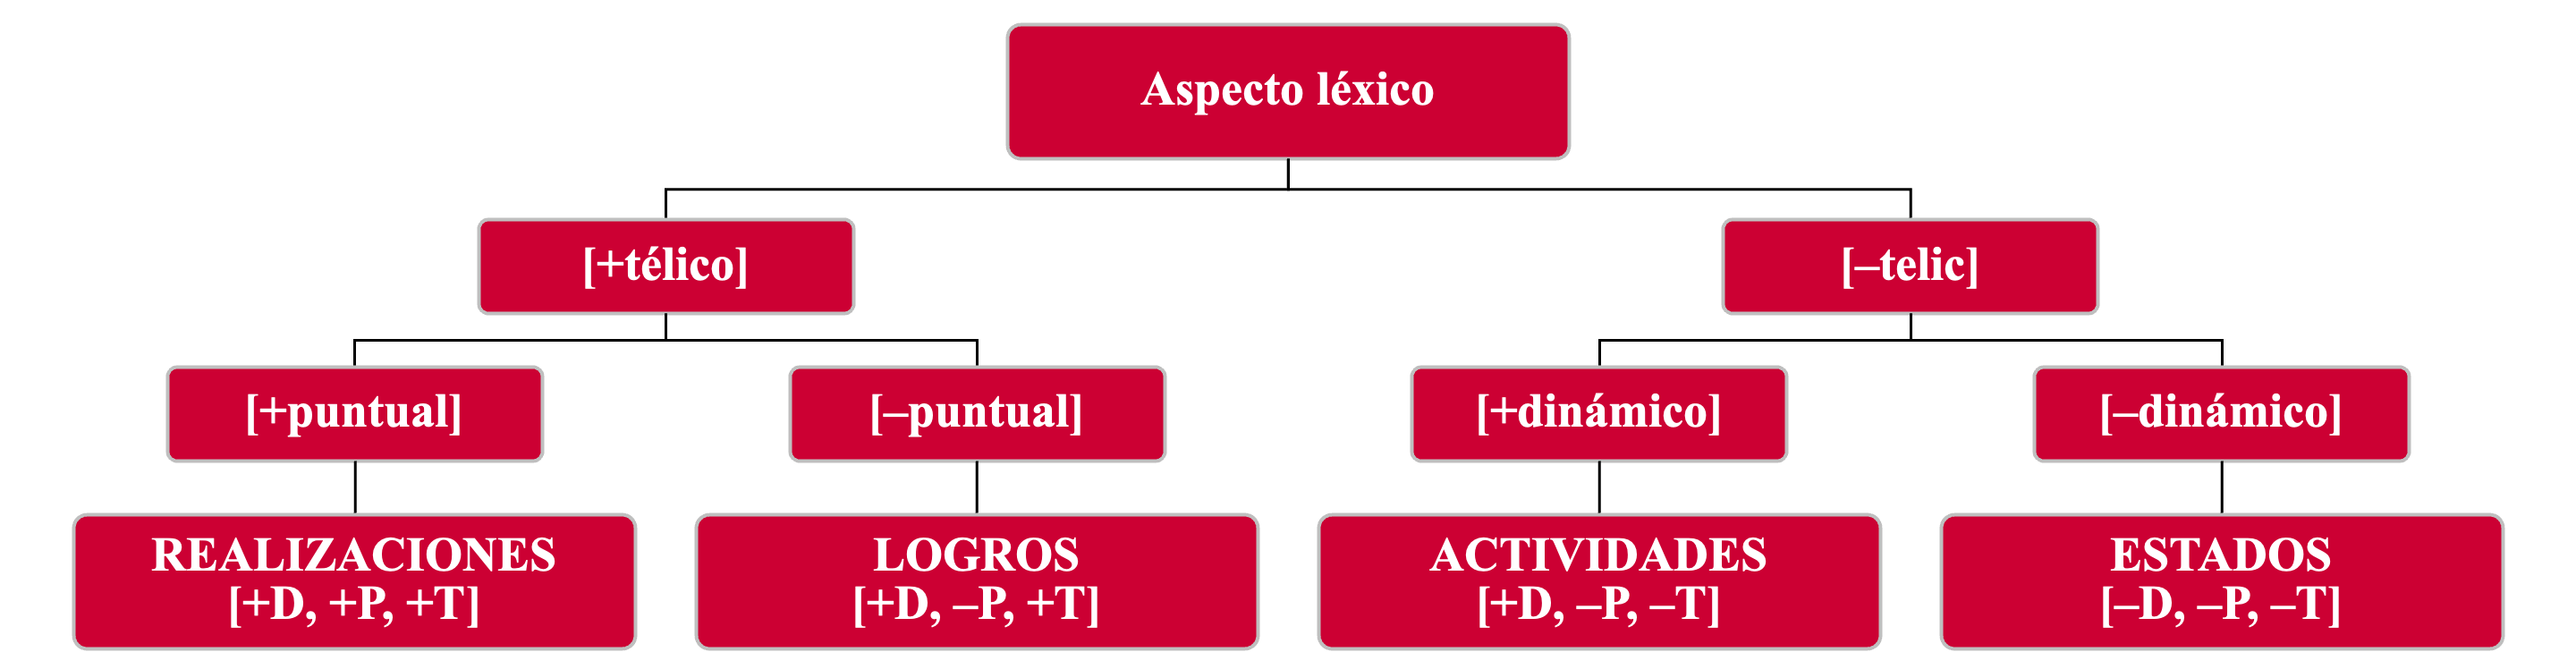 Aspecto léxico
[+télico]
[–telic]
[+puntual]
[–puntual]
[+dinámico]
[–dinámico]
REALIZACIONES
[+D, +P, +T]
LOGROS
[+D, –P, +T]
ACTIVIDADES
[+D, –P, –T]
ESTADOS
[–D, –P, –T]